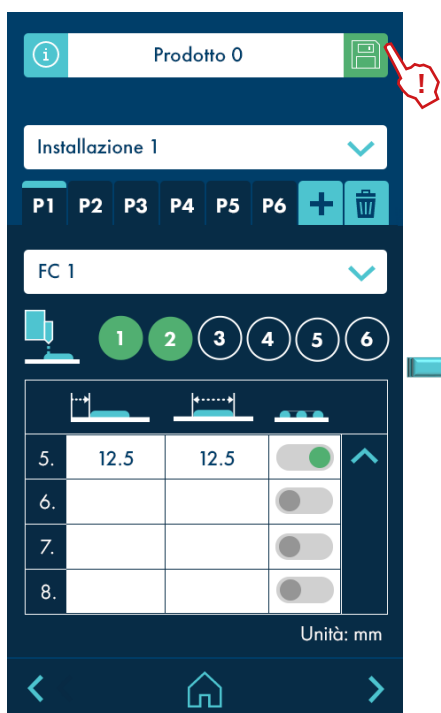 i Prodotto 0
!
Installazione 1
P1 P2 P3 P4 P5 P6 +
FC 1
1 2 3 4 5 6
5. 12.5 12.5
6.
7.
8.
Unità: mm